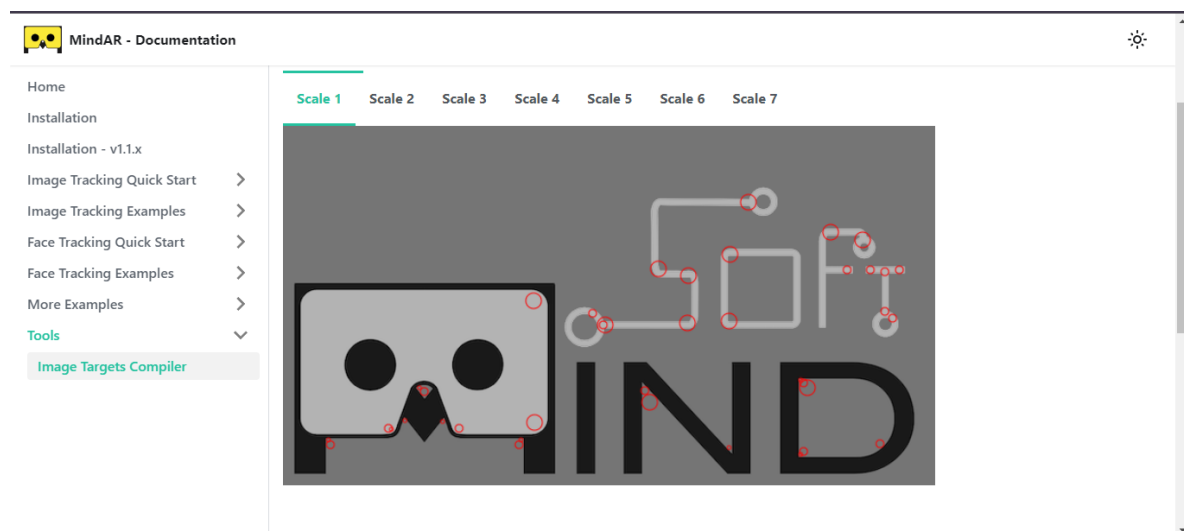 MindAR - Documentation
Home
Installation
Installation - v1.1.x
Image Tracking Quick Start
Image Tracking Examples
Face Tracking Quick Start
Face Tracking Examples
More Examples
Tools
Image Targets Compiler
Scale 1 Scale 2 Scale 3 Scale 4 Scale 5 Scale 6 Scale 7
SOFT
MIND